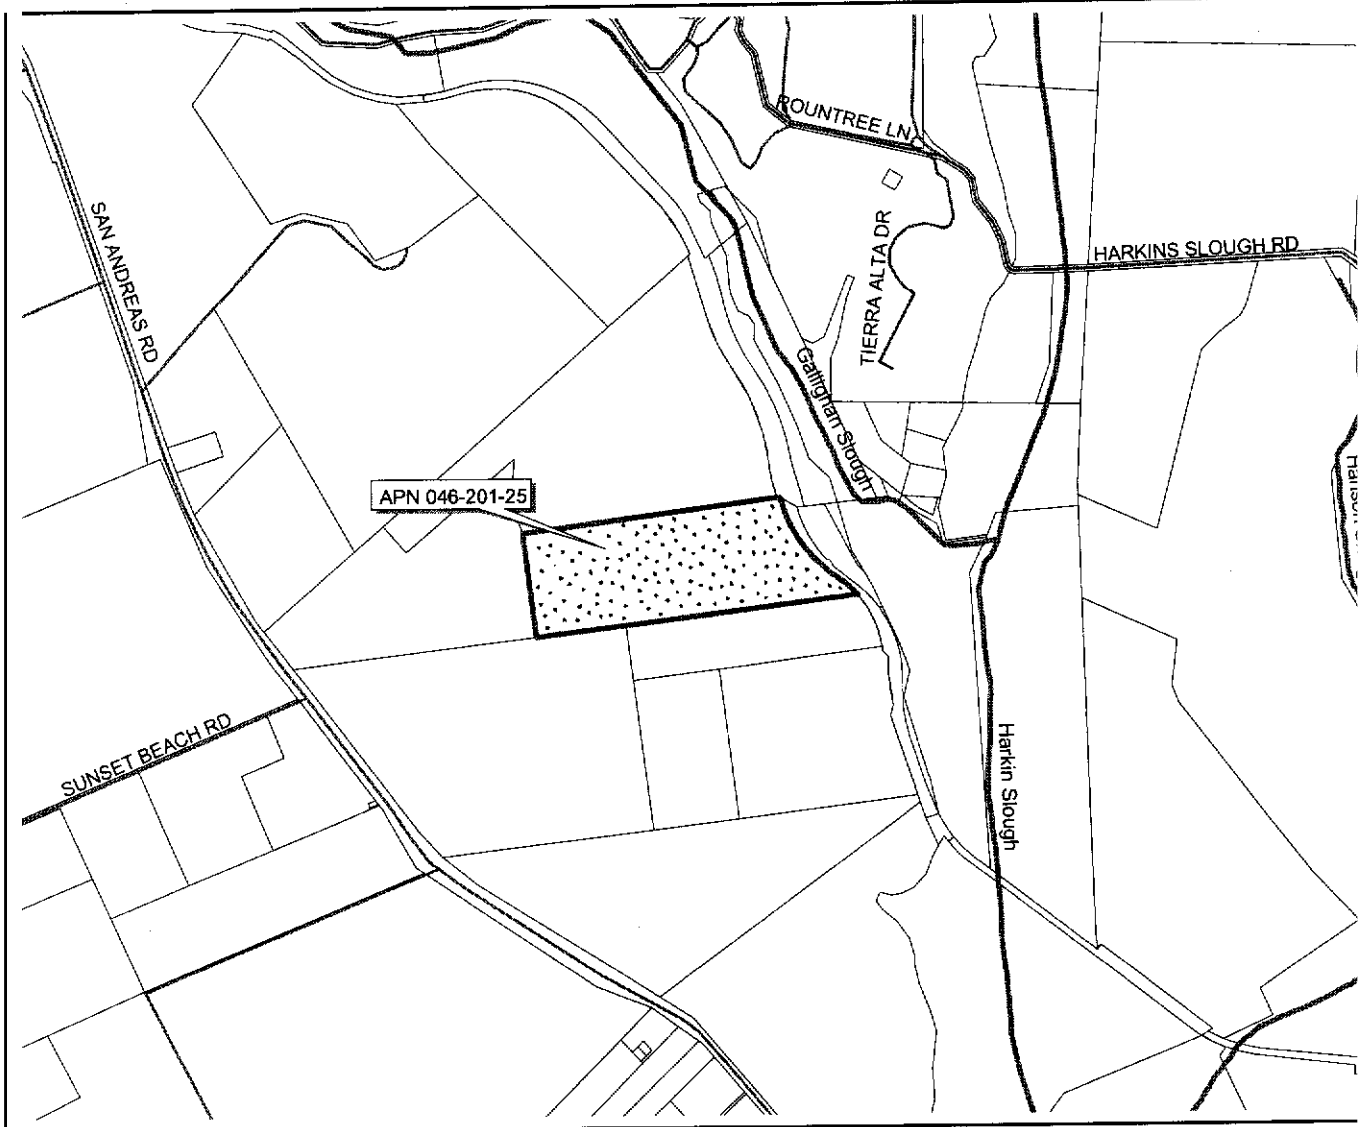 ROUNTREE LN
SAN ANDREAS RD
TIERRA ALTA DR
HARKINS SLOUGH RD
Gallighan Slough
APN 046-201-25
SUNSET BEACH RD
Harkin Slough